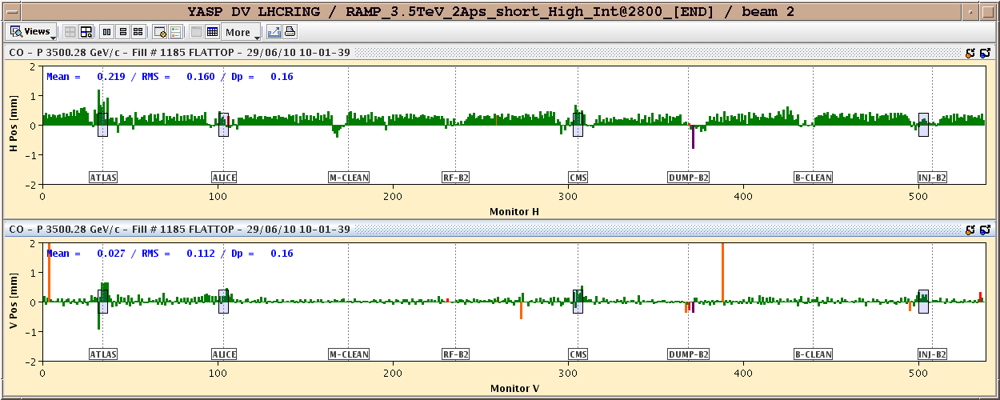 YASP DV LHCRING / RAMP_3.5TeV_2Aps_short_High_Int@2800_[END] / beam 2
Views More
CO - P 3500.28 GeV/c - Fill # 1185 FLATTOP - 29/06/10 10-01-39
Mean = 0.219 / RMS = 0.160 / Dp = 0.16
H Pos [mm]
2
1
0
-1
-2
ATLAS ALICE M-CLEAN RF-B2 CMS DUMP-B2 B-CLEAN INJ-B2
0 100 200 300 400 500
Monitor H
CO - P 3500.28 GeV/c - Fill # 1185 FLATTOP - 29/06/10 10-01-39
Mean = 0.027 / RMS = 0.112 / Dp = 0.16
V Pos [mm]
2
1
0
-1
-2
ATLAS ALICE M-CLEAN RF-B2 CMS DUMP-B2 B-CLEAN INJ-B2
0 100 200 300 400 500
Monitor V